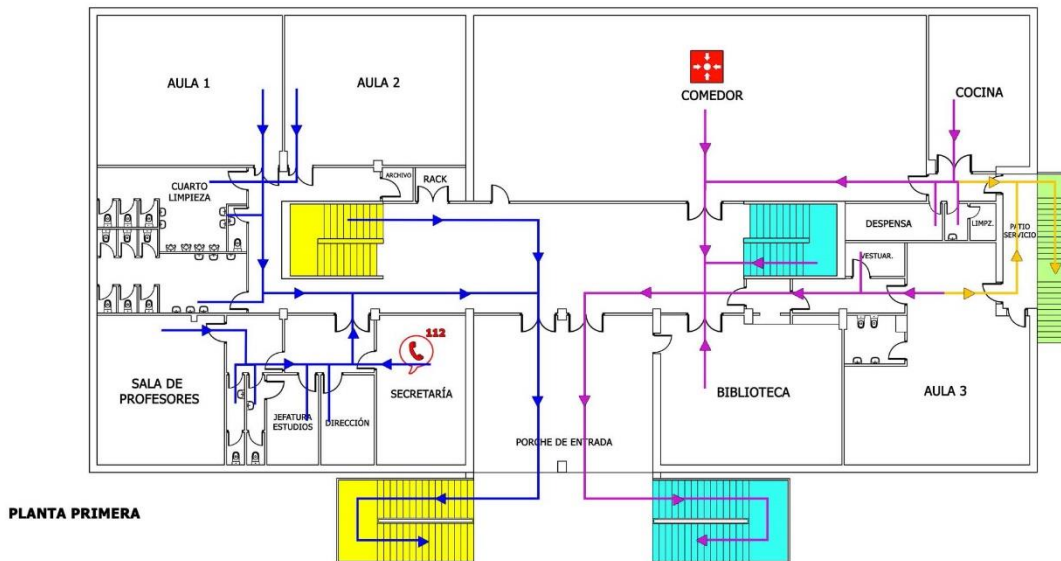 AULA 1
AULA 2
COMEDOR
COCINA
CUARTO
LIMPIEZA
ARCHIVO
RACK
DESPENSA
LIMPZ.
PATIO
SERVICIO
VESTUAR.
112
SALA DE
PROFESORES
JEFATURA
ESTUDIOS
DIRECCIÓN
SECRETARÍA
PORCHE DE ENTRADA
BIBLIOTECA
AULA 3
PLANTA PRIMERA